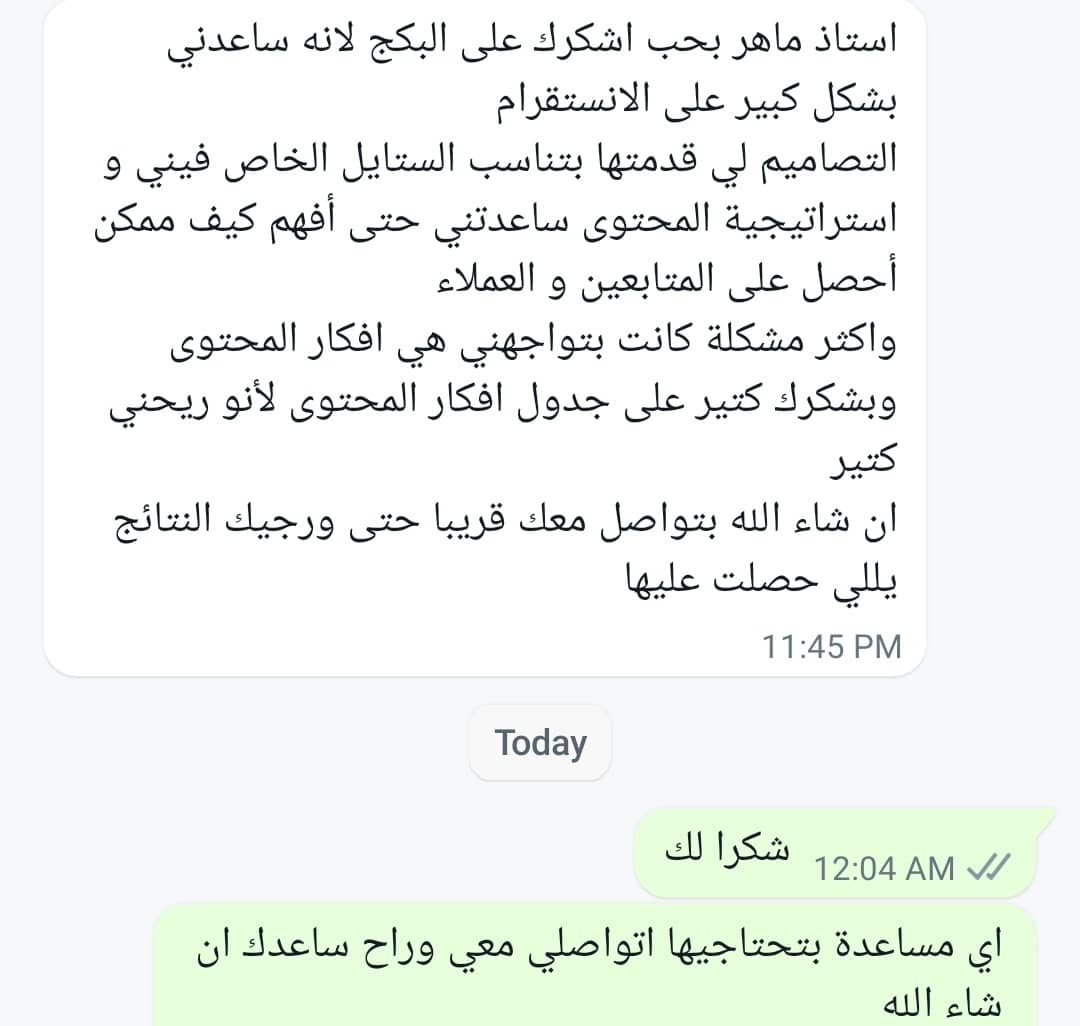 استاذ ماهر بحب اشكرك على البكج لانه ساعدني
بشكل كبير على الانستقرام
التصاميم لي قدمتها بتناسب الستايل الخاص فيني و
استراتيجية المحتوى ساعدتني حتى أفهم كيف ممكن
أحصل على المتابعين و العملاء
واكثر مشكلة كانت بتواجهني هي افكار المحتوى
وبشكرك كتير على جدول افكار المحتوى لأنو ريحني
كتير
ان شاء الله بتواصل معك قريبا حتى ورجيك النتائج
يللي حصلت عليها
11:45 PM
Today
شكرا لك
12:04 AM
اي مساعدة بتحتاجيها اتواصلي معي وراح ساعدك ان
شاء الله